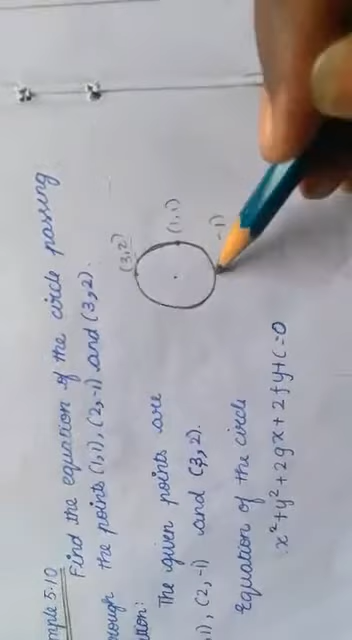 mple 5.10
Find the equation of the circle passing
rough the points (1,1), (2,-1) and (3,2).
ution:
The given points are
,1), (2,-1) and (3,2).
(3,2)
(1,1)
-1)
Equation of the circle
x²+y²+2gx+2fy+c=0